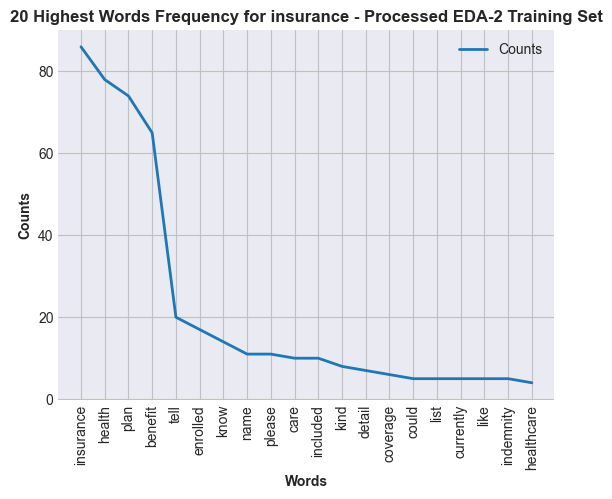 20 Highest Words Frequency for insurance - Processed EDA-2 Training Set
Counts
80
60
40
20
0
Counts
insurance
health
plan
benefit
tell
enrolled
know
name
please
care
included
kind
detail
coverage
could
list
currently
like
indemnity
healthcare
Words